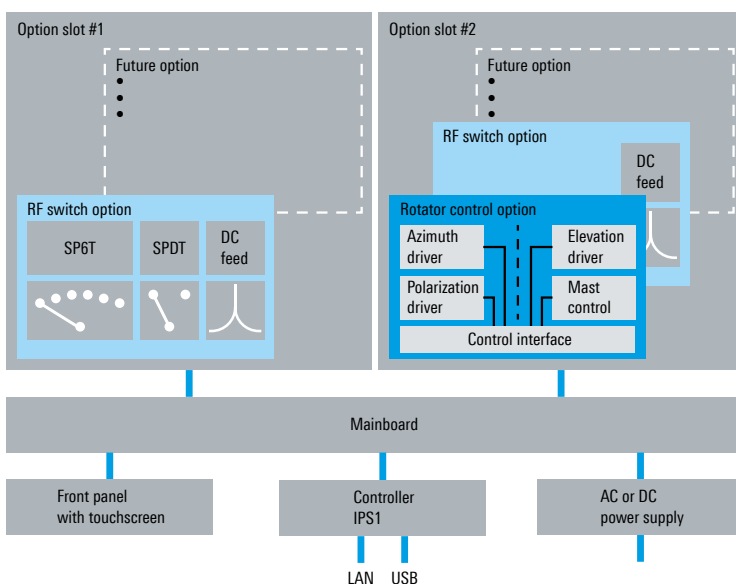 Option slot #1
Future option
RF switch option
SP6T
SPDT
DC
feed
Option slot #2
Future option
RF switch option
DC
feed
Rotator control option
Azimuth
driver
Elevation
driver
Polarization
driver
Mast
control
Control interface
Mainboard
Front panel
with touchscreen
Controller
IPS1
AC or DC
power supply
LAN
USB